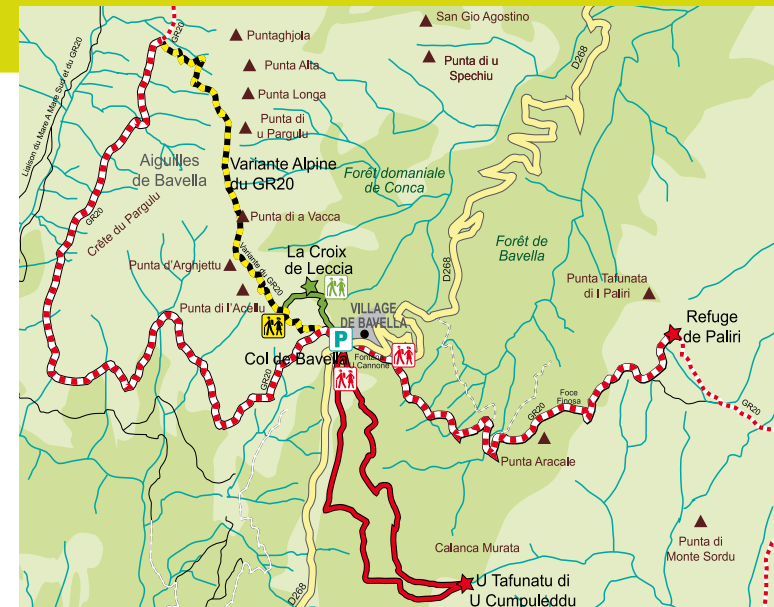 GR20
San Gio Agostino
D268
Puntaghjola
Punta di u
Spechiu
Punta Alta
Liaison du Mare A Mare Sud et du GR20
Punta Longa
Punta di
u Pargulu
Aiguilles
de Bavella
Variante Alpine
du GR20
Forêt domaniale
de Conca
GR20
Crête du Pargulu
Punta di a Vacca
Forêt de
Bavella
La Croix
de Leccia
Punta d'Arghjettu
Variante du GR20
D268
Punta Tafunata
di I Paliri
Punta di l'Acellu
VILLAGE
DE BAVELLA
P
Refuge
de Paliri
Col de Bavella
Fontaine
U Cannone
GR20
Foce
Finosa
GR20
GR20
Punta Aracale
Calanca Murata
Punta di
Monte Sordu
D268
U Tafunatu di
U Cumpuleddu